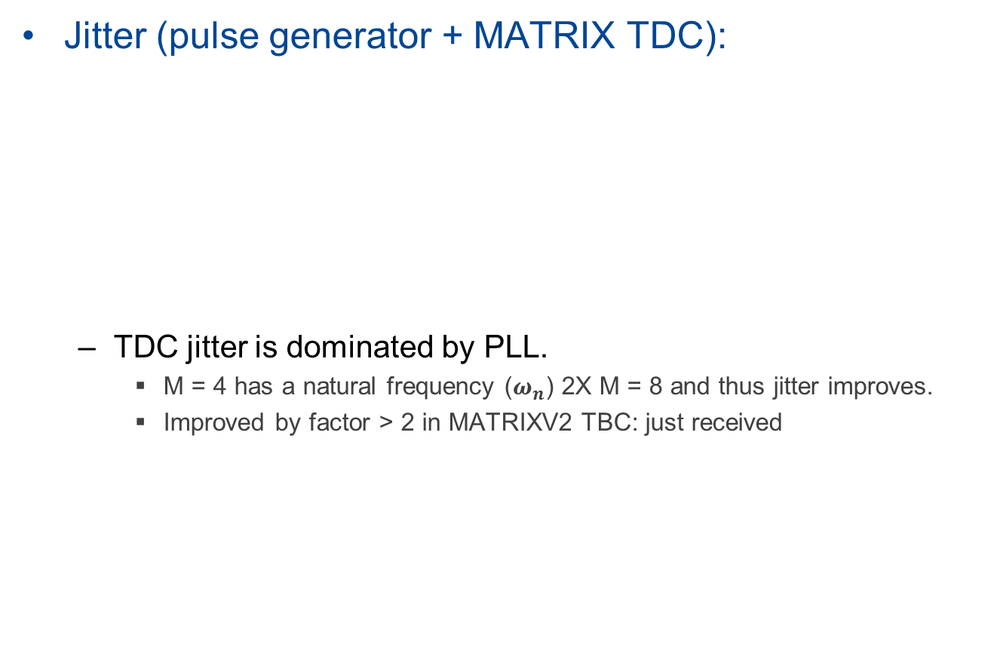 • Jitter (pulse generator + MATRIX TDC):
– TDC jitter is dominated by PLL.
▪ M = 4 has a natural frequency (𝝎ₙ) 2X M = 8 and thus jitter improves.
▪ Improved by factor > 2 in MATRIXV2 TBC: just received